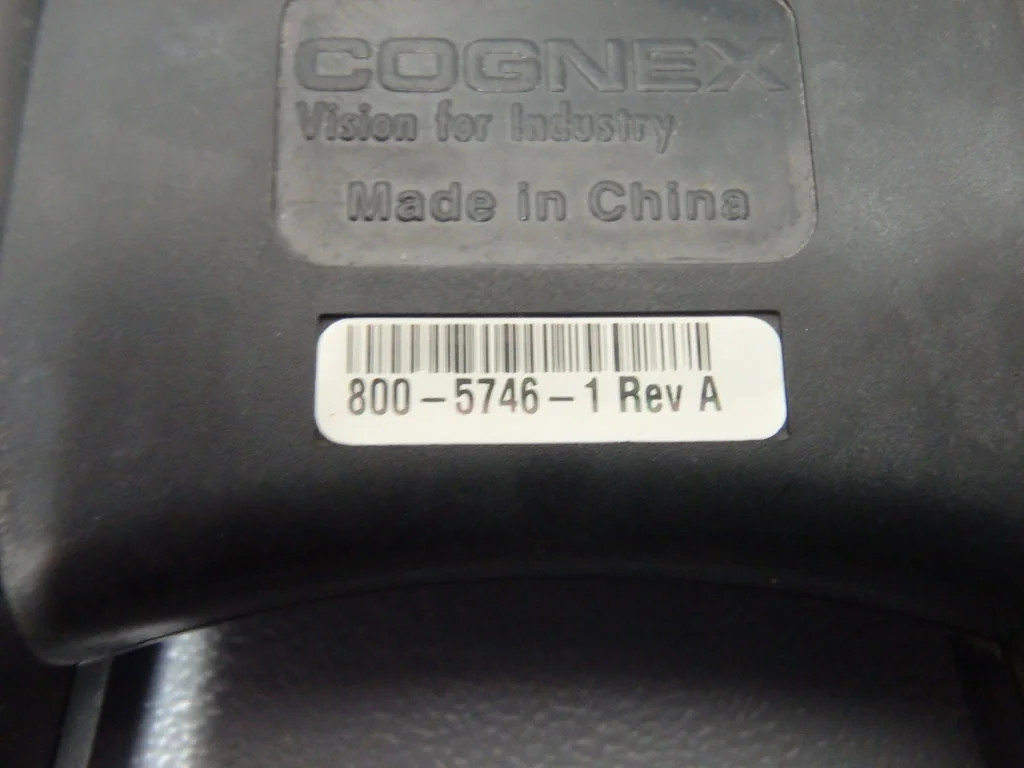 COGNEX
Vision for Industry
Made in China
800-5746-1 Rev A